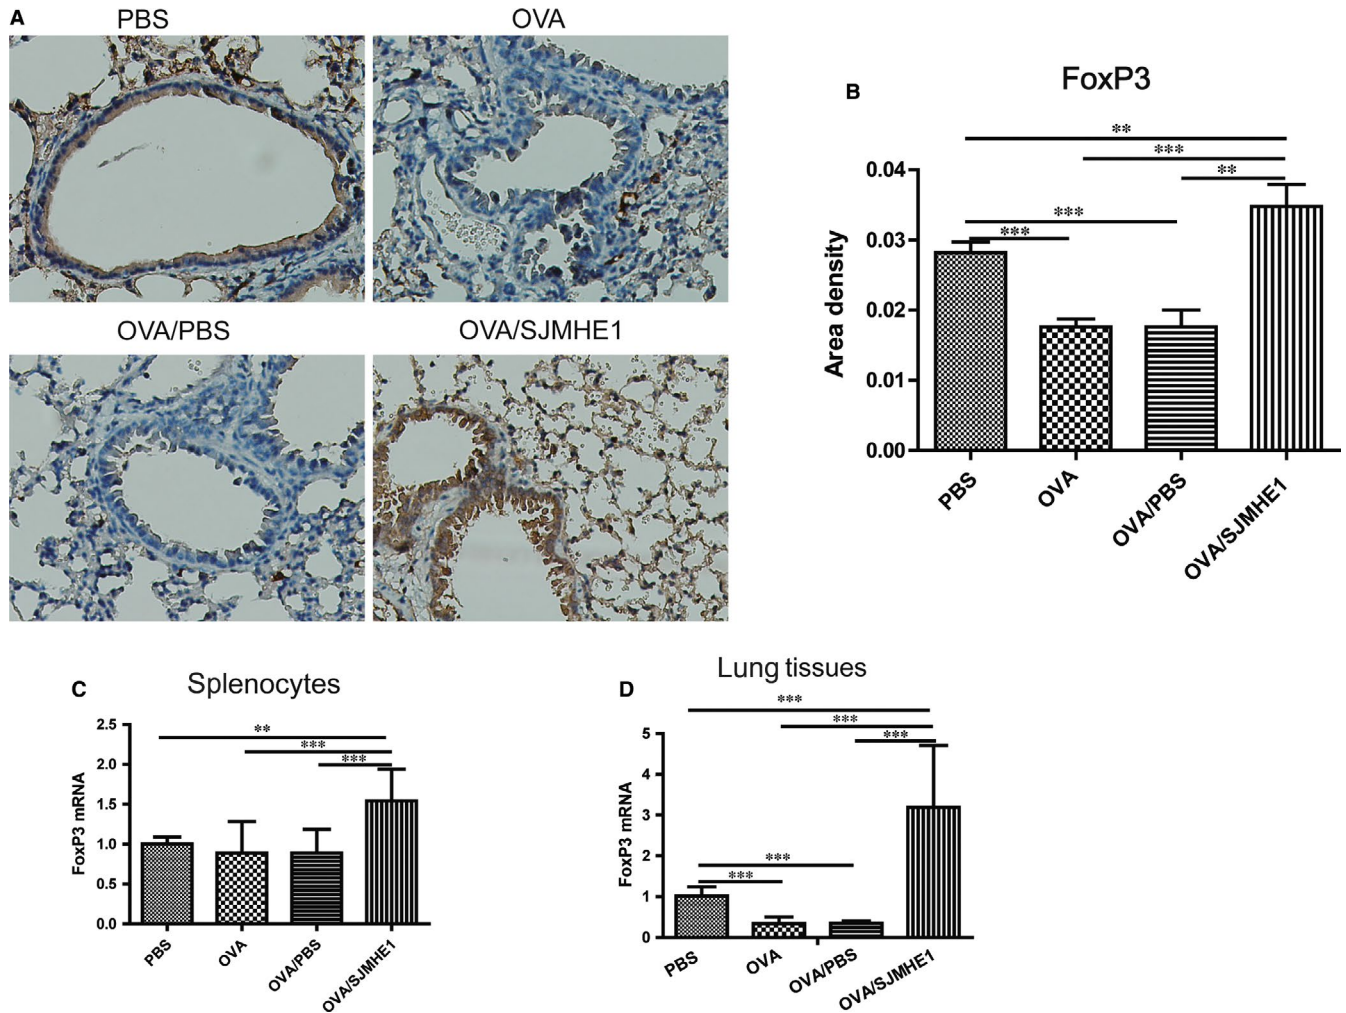 A
PBS
OVA
OVA/PBS
OVA/SJMHE1
B
FoxP3
**
***
**
***
***
Area density
0.04
0.03
0.02
0.01
0.00
PBS
OVA
OVA/PBS
OVA/SJMHE1
C
Splenocytes
**
***
***
FoxP3 mRNA
2.5
2.0
1.5
1.0
0.5
0.0
PBS
OVA
OVA/PBS
OVA/SJMHE1
D
Lung tissues
***
***
***
***
***
FoxP3 mRNA
5
4
3
2
1
0
PBS
OVA
OVA/PBS
OVA/SJMHE1